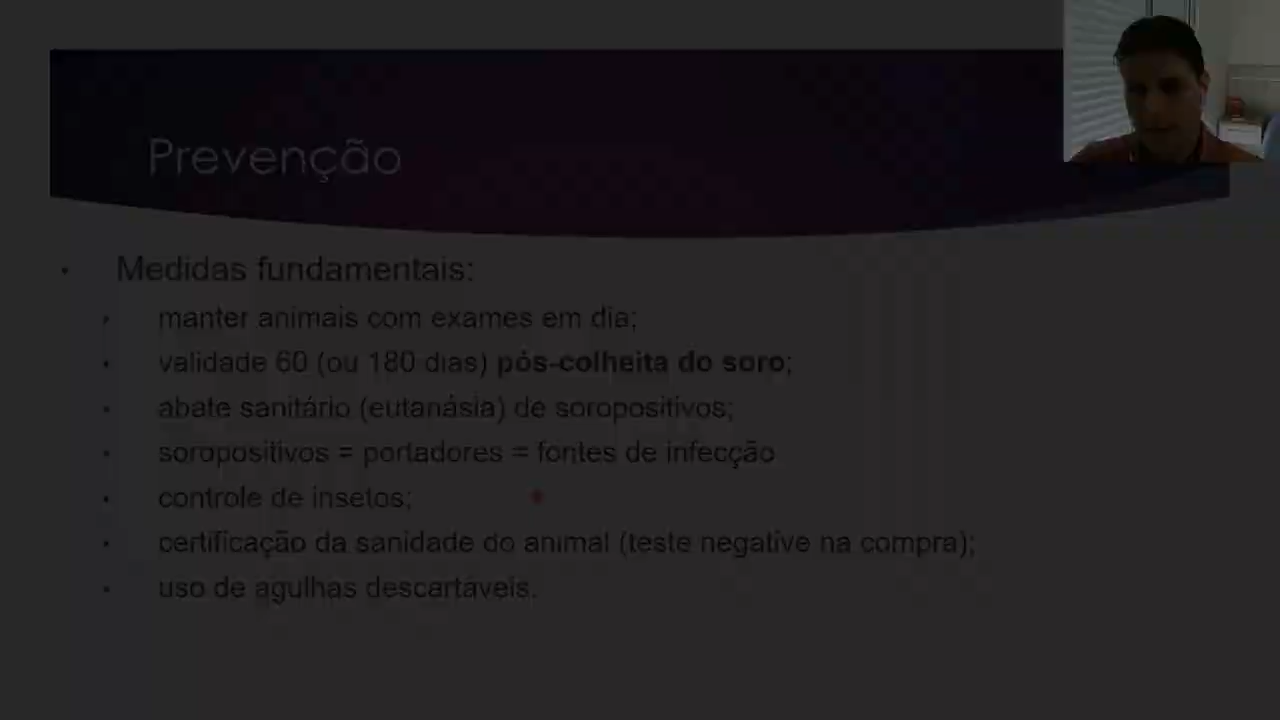 Prevenção
• Medidas fundamentais:
• manter animais com exames em dia;
• validade 60 (ou 180 dias) pós-colheita do soro;
• abate sanitário (eutanásia) de soropositivos;
• soropositivos = portadores = fontes de infecção
• controle de insetos;
• certificação da sanidade do animal (teste negative na compra);
• uso de agulhas descartáveis.